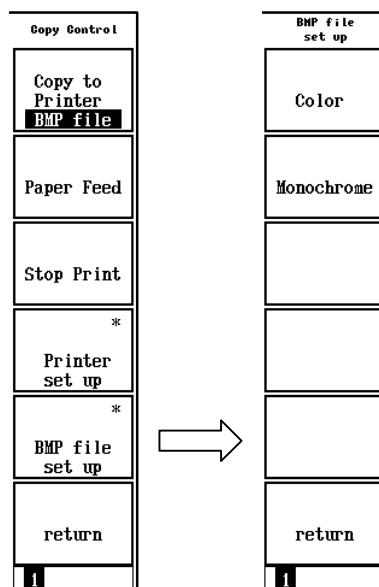 Copy Control
Copy to
Printer
BMP file
Paper Feed
Stop Print
*
Printer
set up
*
BMP file
set up
return
1
BMP file
set up
Color
Monochrome
return
1